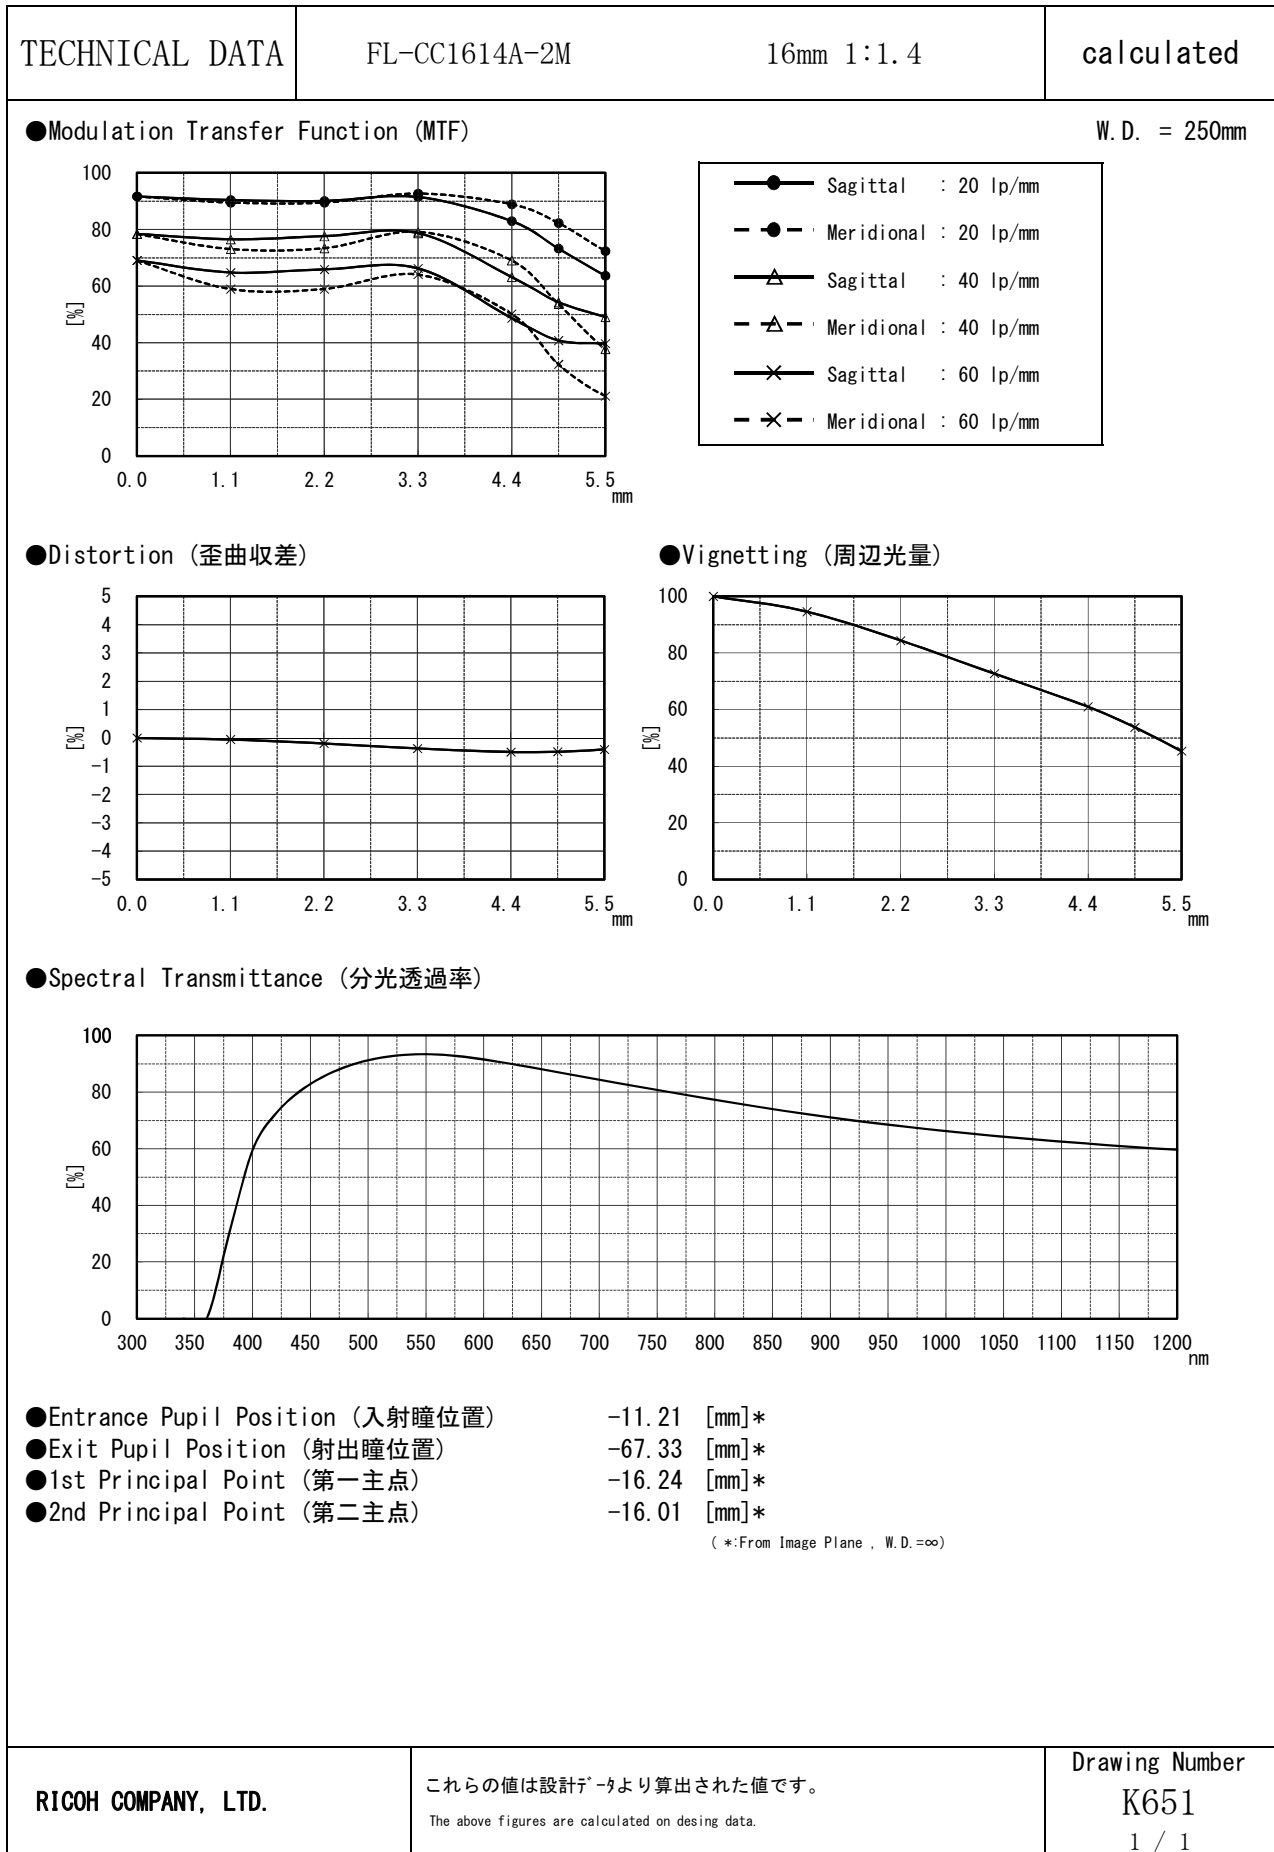 TECHNICAL DATA FL-CC1614A-2M 16mm 1:1.4 calculated
●Modulation Transfer Function (MTF) W.D. = 250mm
100
80
60
40
20
0
[%]
0.0 1.1 2.2 3.3 4.4 5.5
mm
Sagittal : 20 lp/mm
Meridional : 20 lp/mm
Sagittal : 40 lp/mm
Meridional : 40 lp/mm
Sagittal : 60 lp/mm
Meridional : 60 lp/mm
●Distortion (歪曲収差)
5
4
3
2
1
0
-1
-2
-3
-4
-5
[%]
0.0 1.1 2.2 3.3 4.4 5.5
mm
●Vignetting (周辺光量)
100
80
60
40
20
0
[%]
0.0 1.1 2.2 3.3 4.4 5.5
mm
●Spectral Transmittance (分光透過率)
100
80
60
40
20
0
[%]
300 350 400 450 500 550 600 650 700 750 800 850 900 950 1000 1050 1100 1150 1200
nm
●Entrance Pupil Position (入射瞳位置) -11.21 [mm]*
●Exit Pupil Position (射出瞳位置) -67.33 [mm]*
●1st Principal Point (第一主点) -16.24 [mm]*
●2nd Principal Point (第二主点) -16.01 [mm]*
( *:From Image Plane , W.D.=∞)
RICOH COMPANY, LTD.
これらの値は設計ﾃﾞｰﾀより算出された値です。
The above figures are calculated on desing data.
Drawing Number
K651
1 / 1